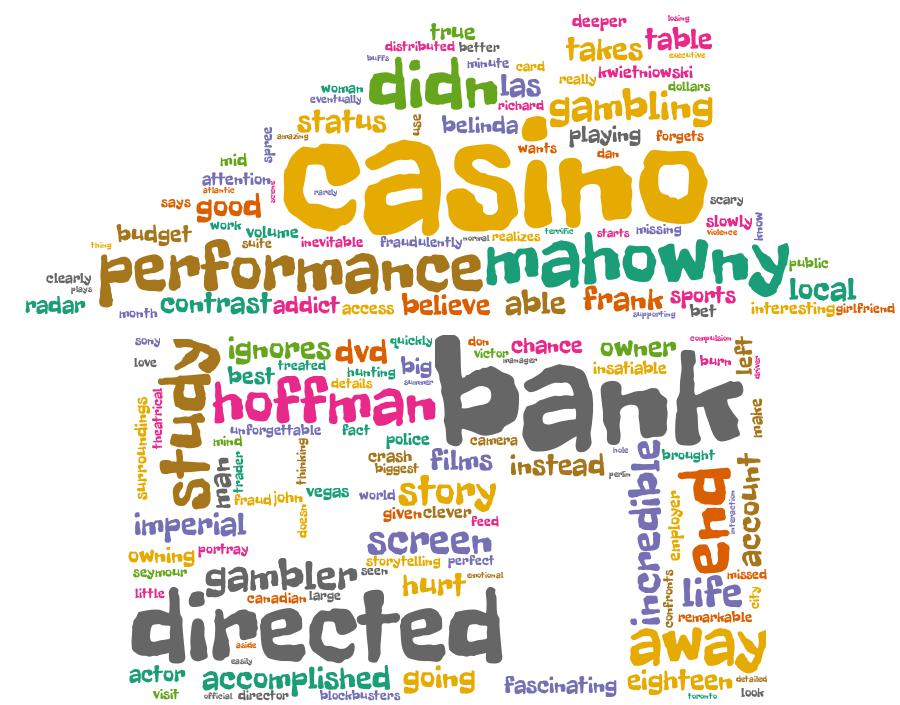 deeper losing
true takes table
distributed better executive
buffs minute card really kwietniowski
woman didn las dollars
eventually richard gambling
status use belinda playing forgets
spree amazing wants dan
mid casino
attention scene rarely
atlantic
says good scary
work volume starts missing slowly know
budget suite inevitable fraudulently normal realizes terrific violence
thing performance mahowny public
clearly
plays local
radar contrast addict access believe able frank sports
month supporting bet interesting girlfriend
sony study ignores dvd quickly don chance owner compulsion left
love treated victor manager burn driver
best hunting big bank insatiable
details summer
surroundings theatrical hoffman make
unforgettable fact
mind police camera hole
man trader thinking crash films instead incredible brought
biggest perlin
fraud john vegas world story end account
doesn given clever employer interaction
imperial feed
screen
owning portray storytelling perfect
seymour gambler seen emotional missed
little canadian large hurt confronts life city
directed remarkable
aside away
easily
actor accomplished going fascinating eighteen detailed
visit official director blockbusters toronto look